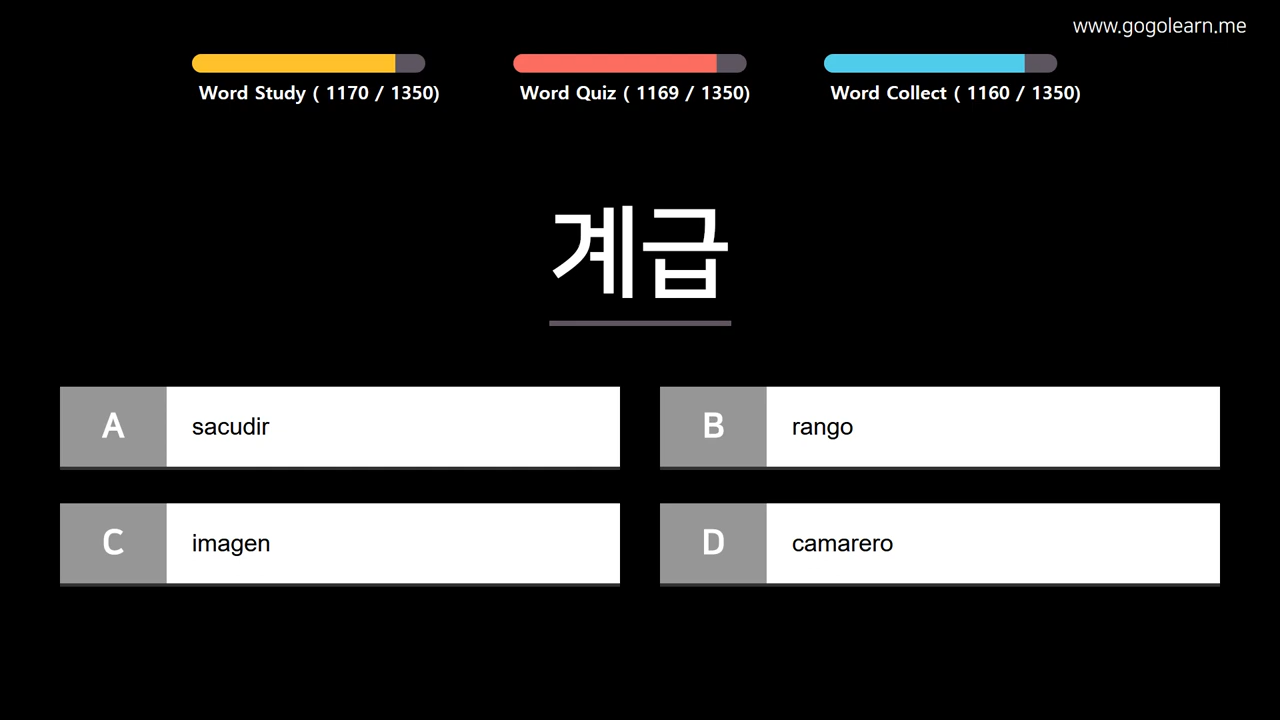 www.gogolearn.me
Word Study ( 1170 / 1350)
Word Quiz ( 1169 / 1350)
Word Collect ( 1160 / 1350)
계급
A sacudir
B rango
C imagen
D camarero